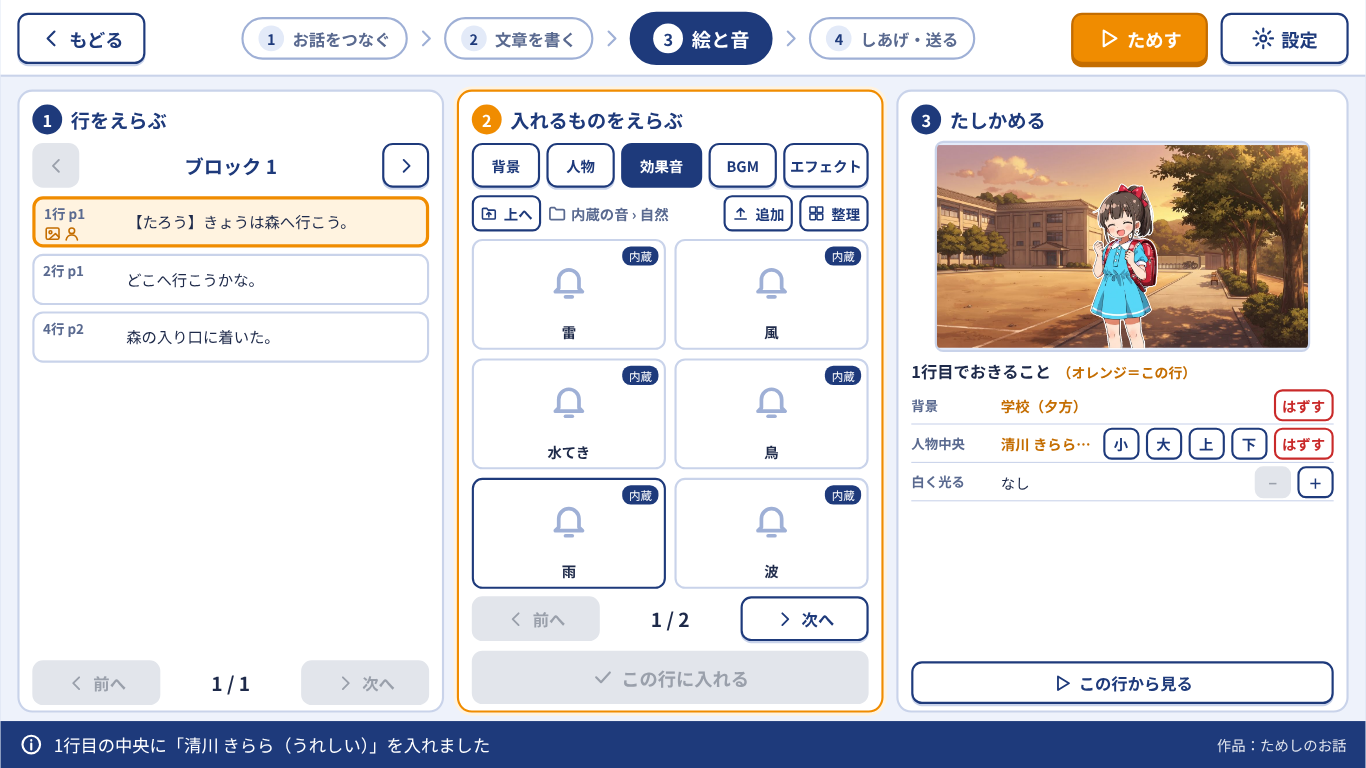 もどる
1 お話をつなぐ
2 文章を書く
3 絵と音
4 しあげ・送る
ためす
設定
1 行をえらぶ
ブロック 1
1行 p1
【たろう】きょうは森へ行こう。
2行 p1
どこへ行こうかな。
4行 p2
森の入り口に着いた。
前へ
1 / 1
次へ
2 入れるものをえらぶ
背景
人物
効果音
BGM
エフェクト
上へ
内蔵の音 › 自然
追加
整理
内蔵
雷
内蔵
風
内蔵
水てき
内蔵
鳥
内蔵
雨
内蔵
波
前へ
1 / 2
次へ
この行に入れる
3 たしかめる
1行目でおきること （オレンジ＝この行）
背景 学校（夕方） はずす
人物中央 清川 きらら… 小 大 上 下 はずす
白く光る なし − ＋
この行から見る
1行目の中央に「清川 きらら（うれしい）」を入れました
作品：ためしのお話